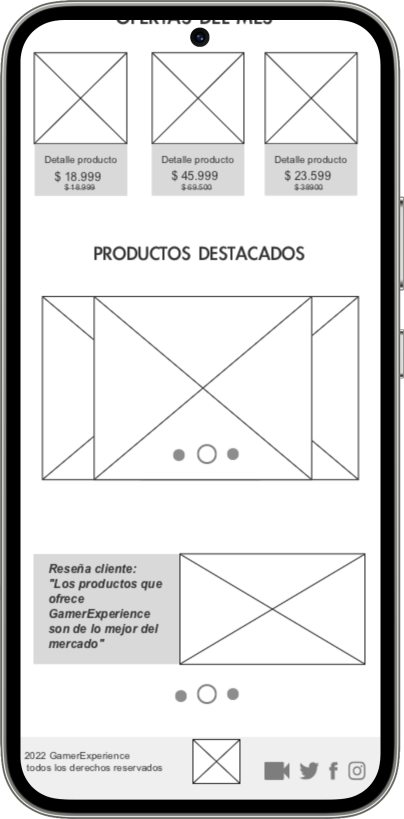 OFERTAS DEL MES
Detalle producto
$ 18.999
$ 18.999
Detalle producto
$ 45.999
$ 69.500
Detalle producto
$ 23.599
$ 38900
PRODUCTOS DESTACADOS
Reseña cliente:
"Los productos que
ofrece
GamerExperience
son de lo mejor del
mercado"
2022 GamerExperience
todos los derechos reservados